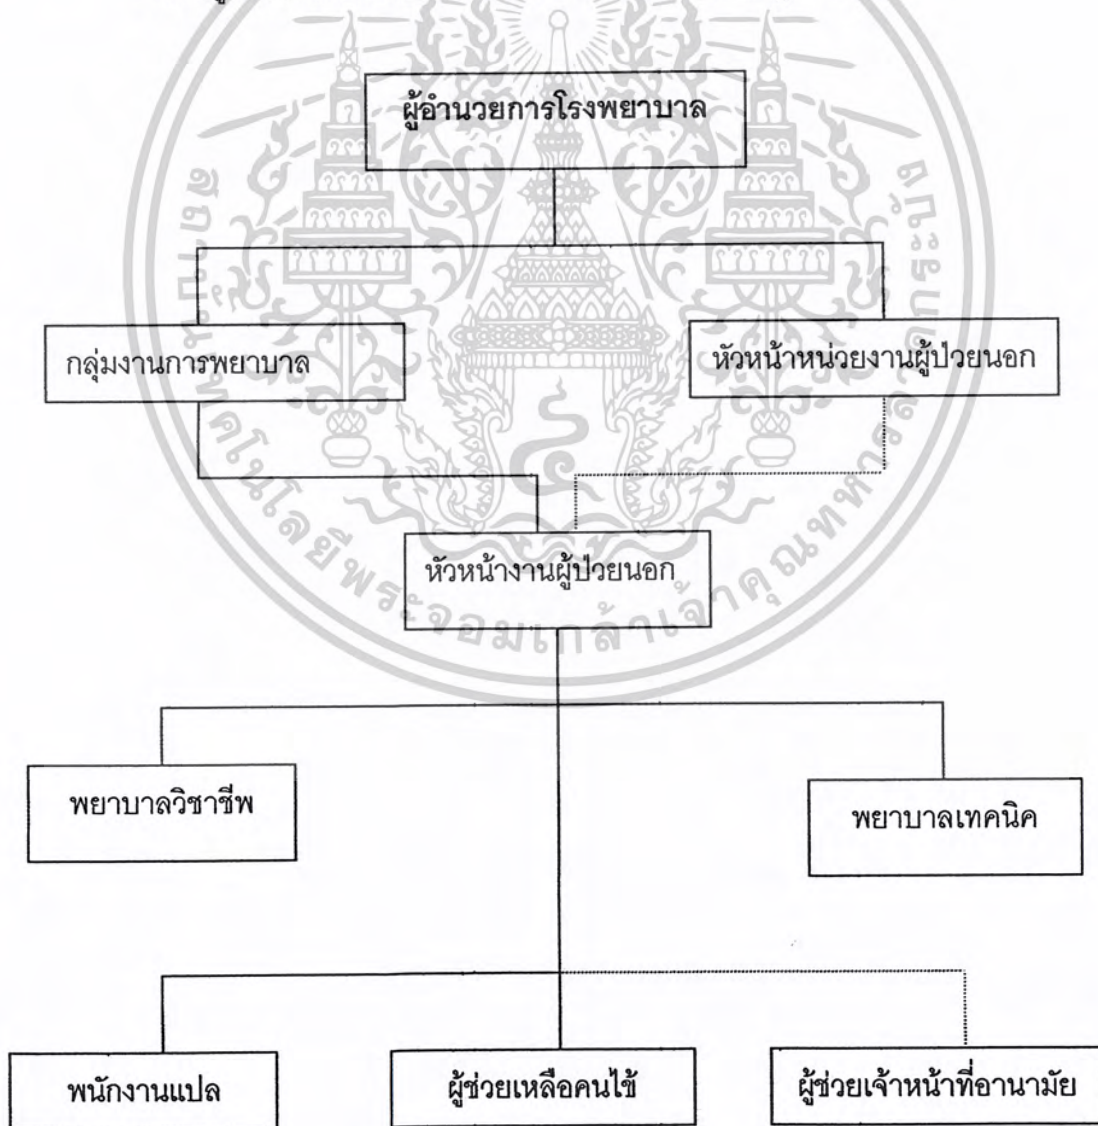 ผู้อำนวยการโรงพยาบาล
กลุ่มงานการพยาบาล
หัวหน้าหน่วยงานผู้ป่วยนอก
หัวหน้างานผู้ป่วยนอก
พยาบาลวิชาชีพ
พยาบาลเทคนิค
พนักงานแปล
ผู้ช่วยเหลือคนไข้
ผู้ช่วยเจ้าหน้าที่อานามัย